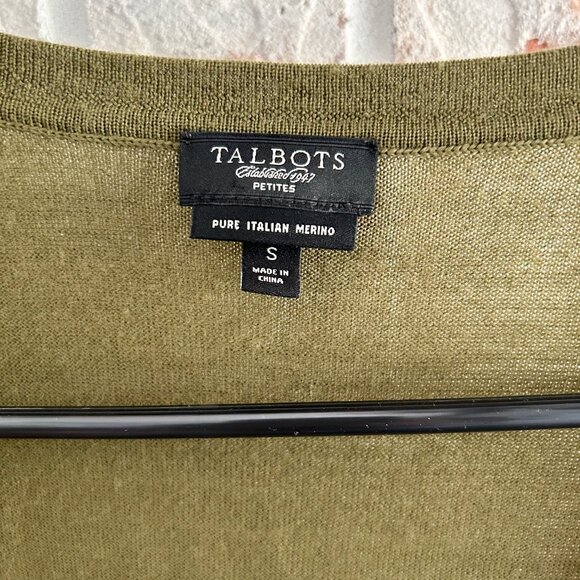 TALBOTS
Established 1947
PETITES
PURE ITALIAN MERINO
S
MADE IN
CHINA